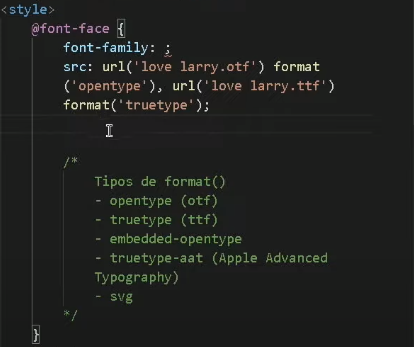 <style>
@font-face {
font-family: ;
src: url('love larry.otf') format
('opentype'), url('love larry.ttf')
format('truetype');
/*
Tipos de format()
- opentype (otf)
- truetype (ttf)
- embedded-opentype
- truetype-aat (Apple Advanced
Typography)
- svg
*/
}